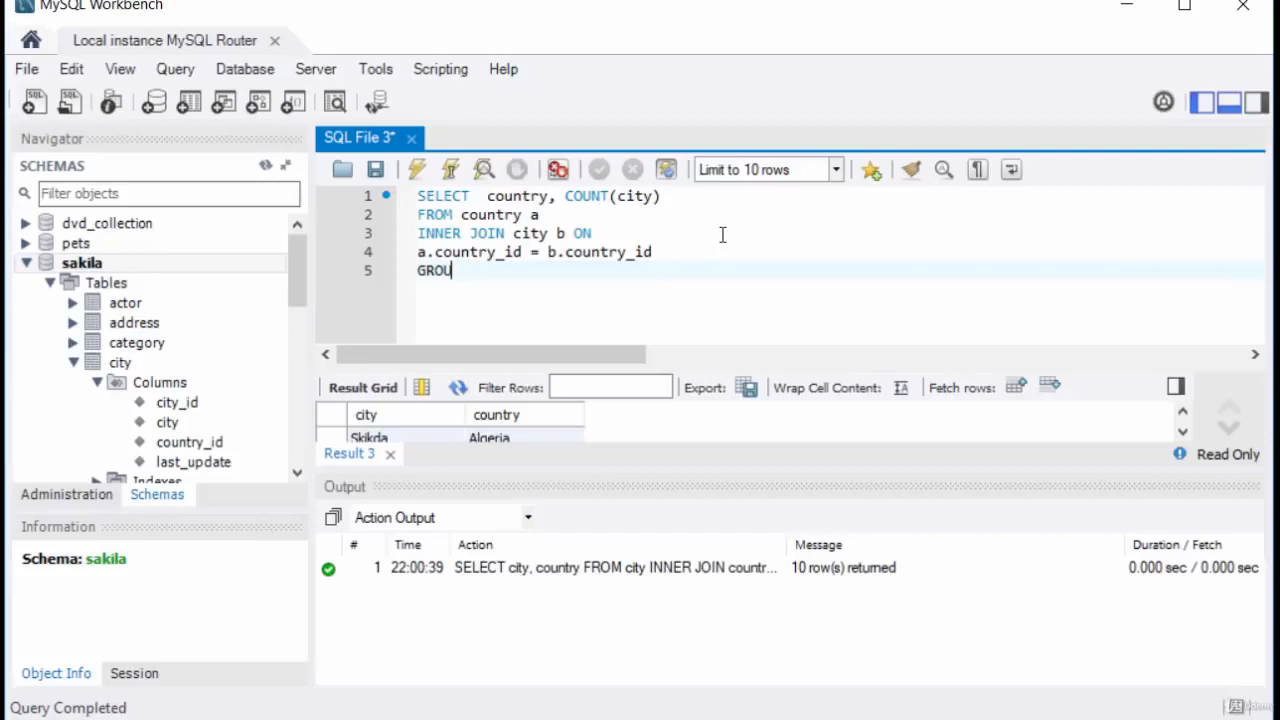 MySQL Workbench
Local instance MySQL Router
File Edit View Query Database Server Tools Scripting Help
Navigator
SCHEMAS
Filter objects
dvd_collection
pets
sakila
Tables
actor
address
category
city
Columns
city_id
city
country_id
last_update
Indexes
Administration Schemas
Information
Schema: sakila
Object Info Session
SQL File 3*
Limit to 10 rows
1 SELECT country, COUNT(city)
2 FROM country a
3 INNER JOIN city b ON
4 a.country_id = b.country_id
5 GROU
Result Grid Filter Rows: Export: Wrap Cell Content: Fetch rows:
city country
Skikda Algeria
Result 3
Read Only
Output
Action Output
# Time Action Message Duration / Fetch
1 22:00:39 SELECT city, country FROM city INNER JOIN countr... 10 row(s) returned 0.000 sec / 0.000 sec
Query Completed